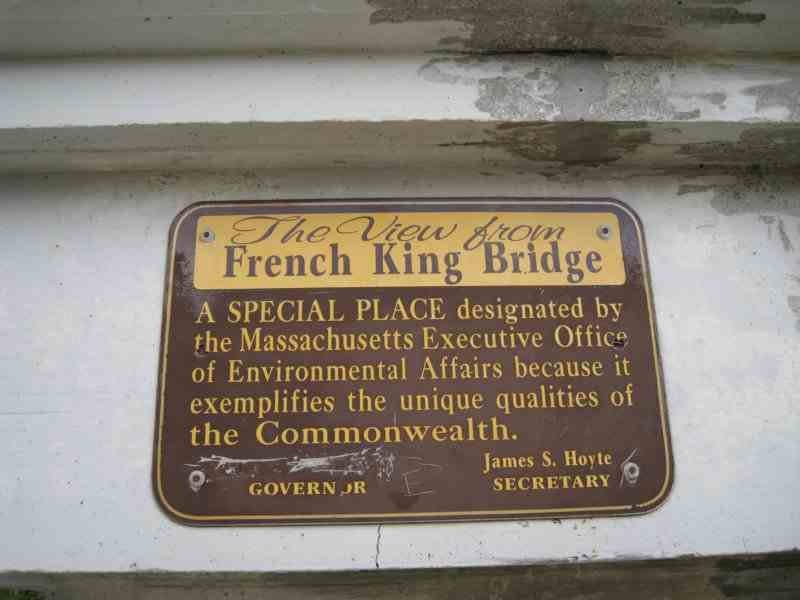 The View from
French King Bridge
A SPECIAL PLACE designated by
the Massachusetts Executive Office
of Environmental Affairs because it
exemplifies the unique qualities of
the Commonwealth.
James S. Hoyte
GOVERNOR SECRETARY